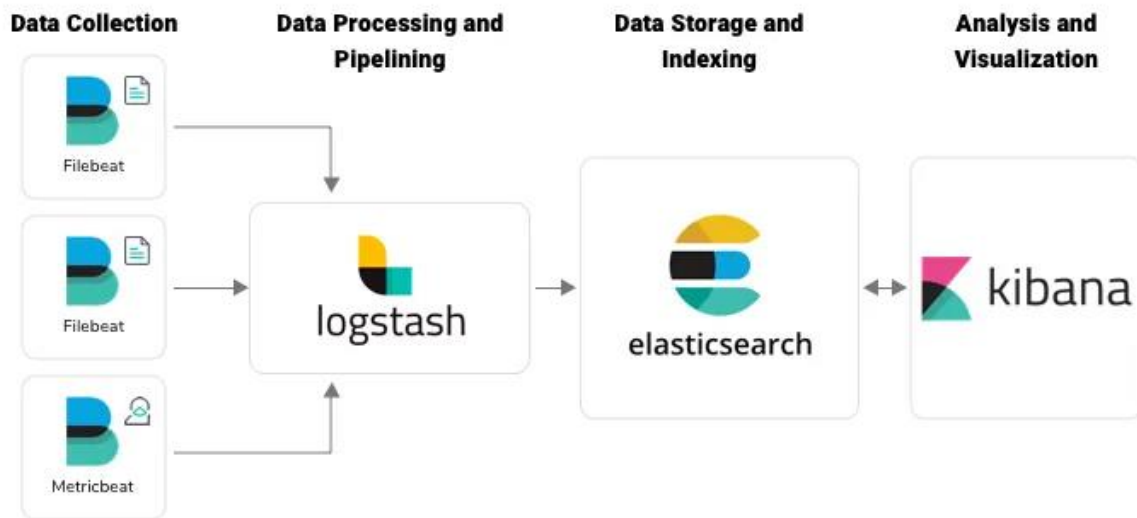 Data Collection
Data Processing and
Pipelining
Data Storage and
Indexing
Analysis and
Visualization
Filebeat
Filebeat
Metricbeat
logstash
elasticsearch
kibana